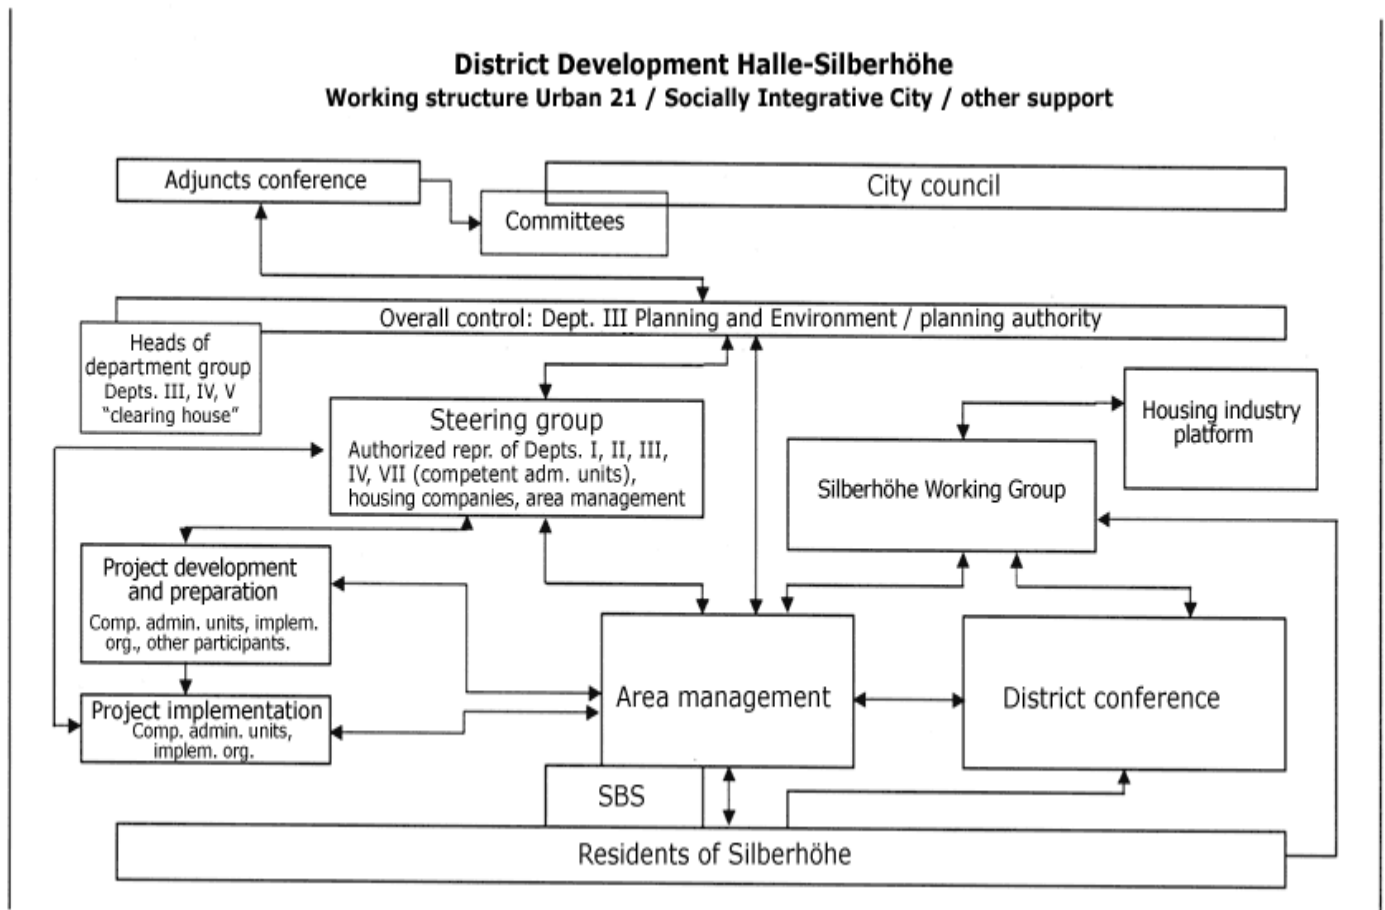 District Development Halle-Silberhöhe
Working structure Urban 21 / Socially Integrative City / other support
Adjuncts conference
City council
Committees
Overall control: Dept. III Planning and Environment / planning authority
Heads of
department group
Depts. III, IV, V
“clearing house”
Steering group
Authorized repr. of Depts. I, II, III,
IV, VII (competent adm. units),
housing companies, area management
Housing industry
platform
Silberhöhe Working Group
Project development
and preparation
Comp. admin. units, implem.
org., other participants.
Project implementation
Comp. admin. units,
implem. org.
Area management
District conference
SBS
Residents of Silberhöhe